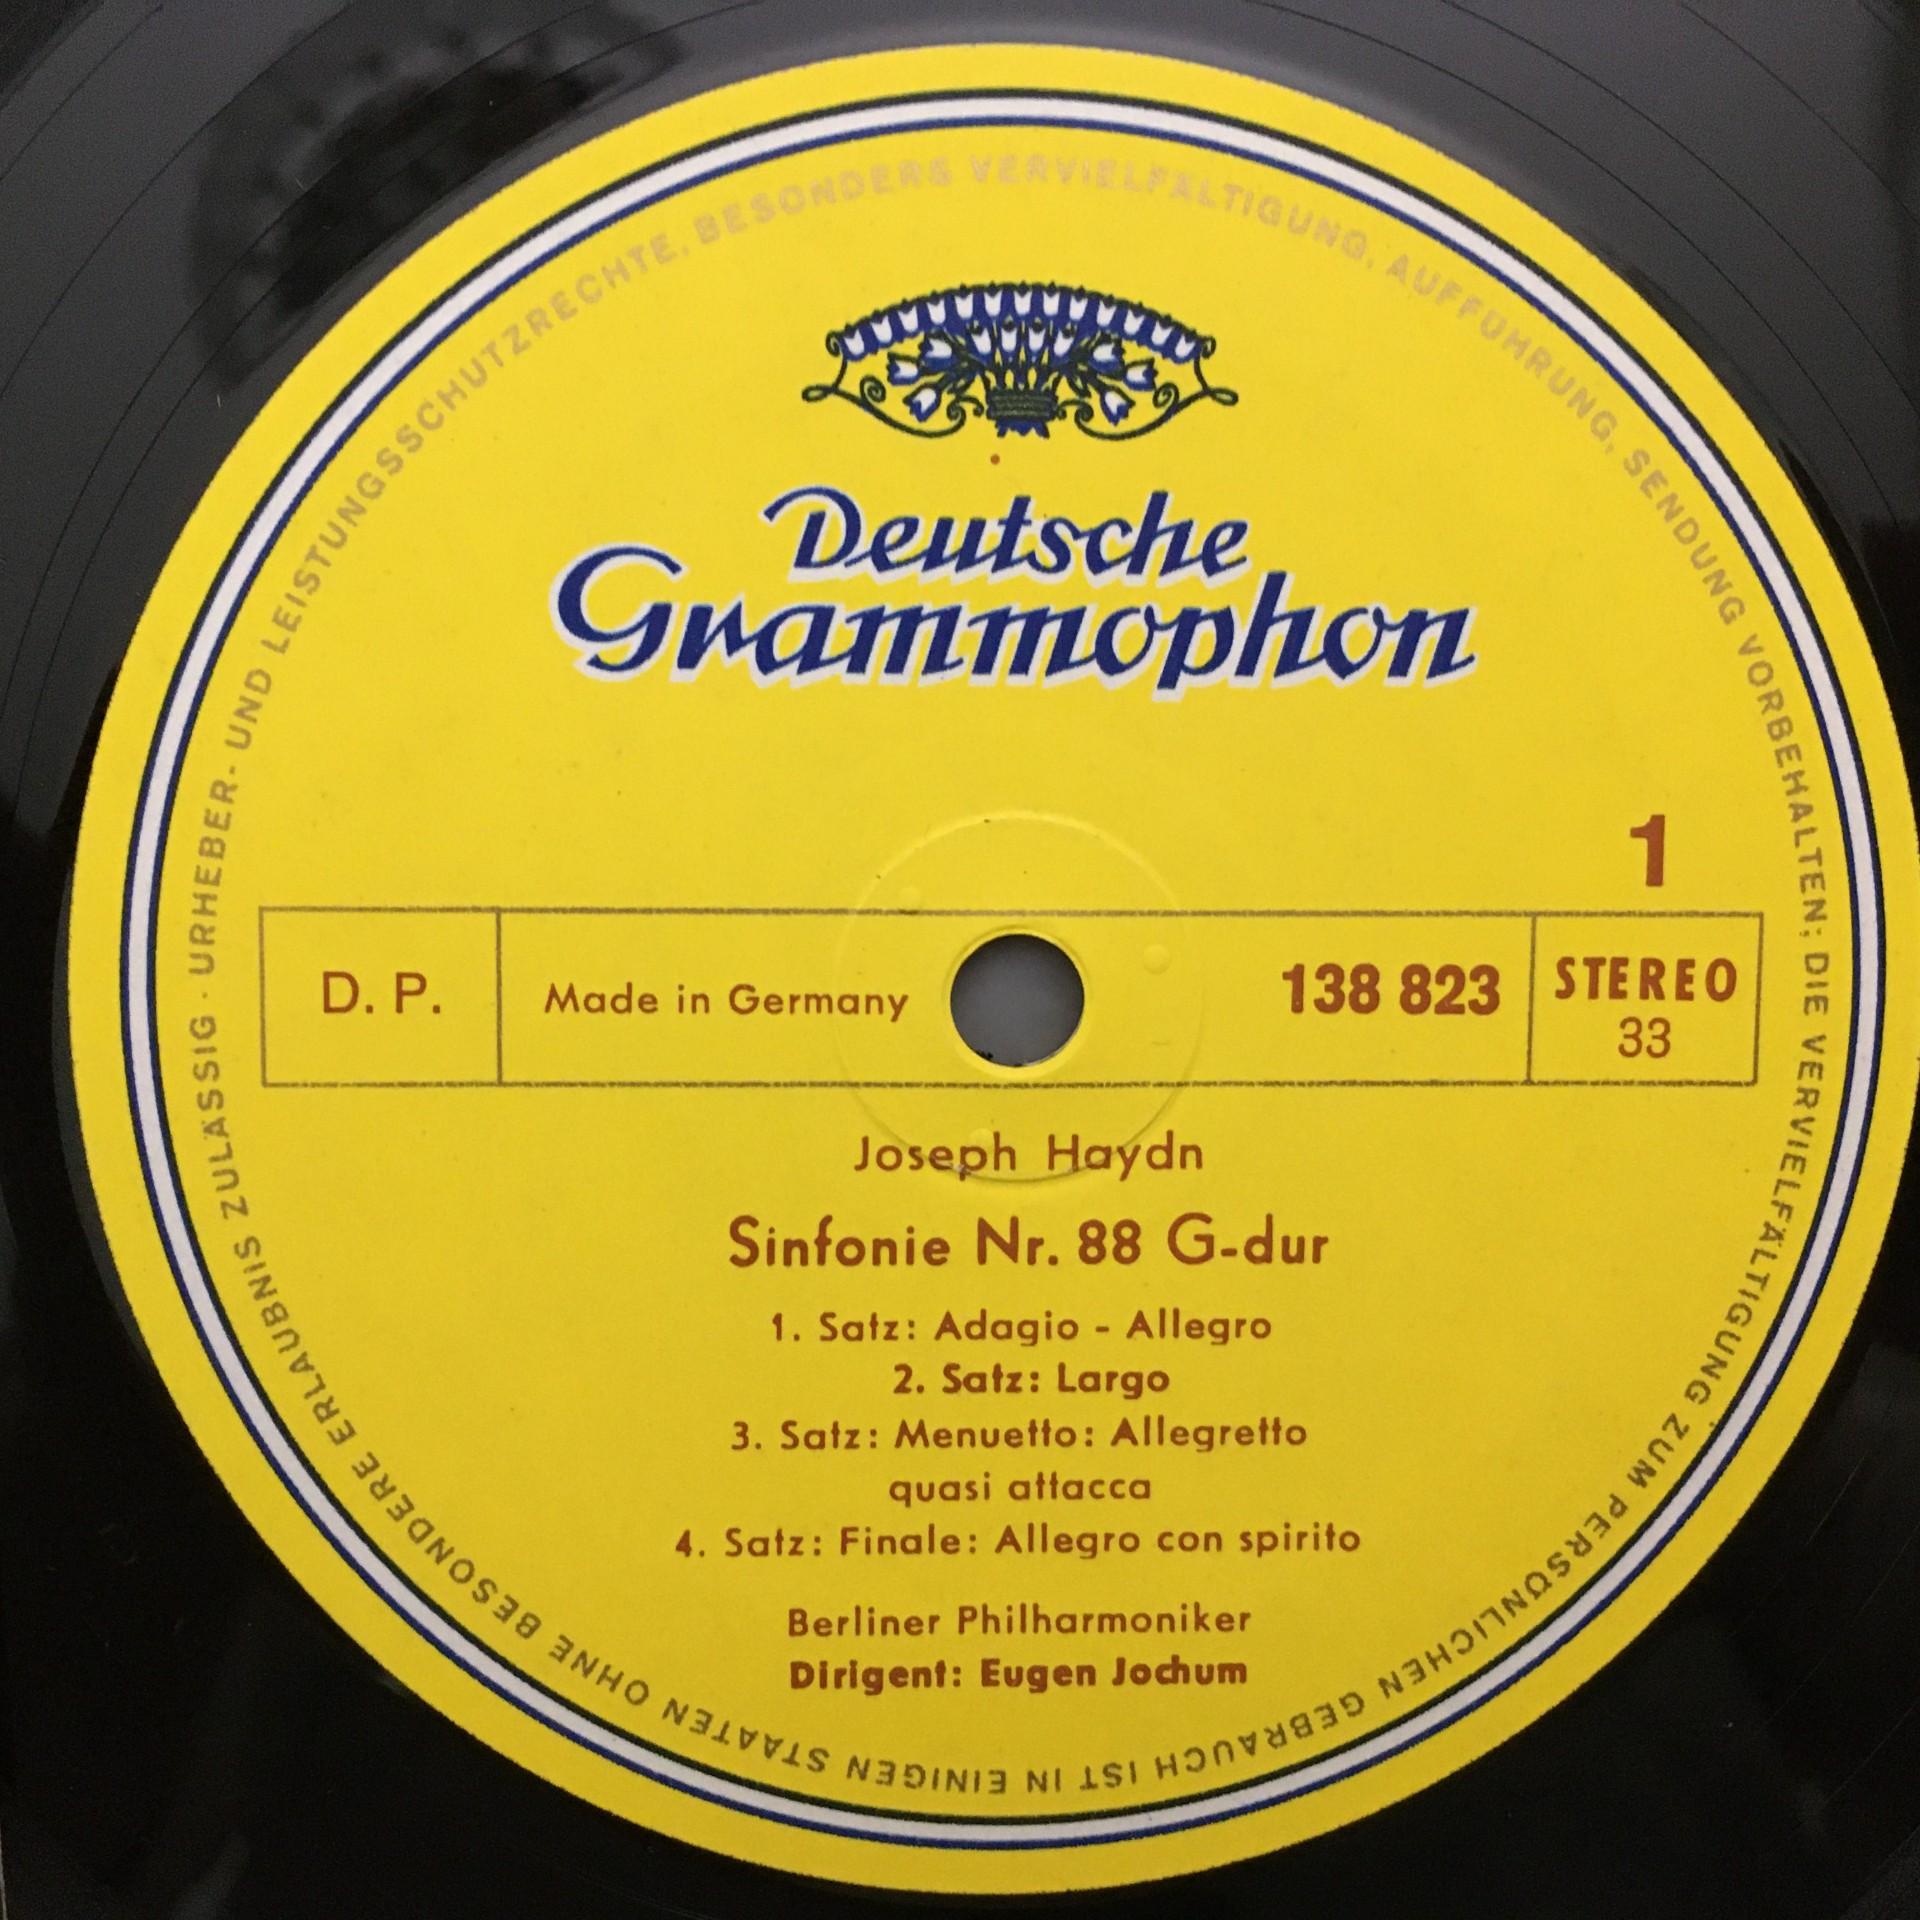 Deutsche
Grammophon
1
D. P.
Made in Germany
138 823
STEREO
33
Joseph Haydn
Sinfonie Nr. 88 G-dur
1. Satz: Adagio - Allegro
2. Satz: Largo
3. Satz: Menuetto: Allegretto
quasi attacca
4. Satz: Finale: Allegro con spirito
Berliner Philharmoniker
Dirigent: Eugen Jochum
URHEBER- UND LEISTUNGSSCHUTZRECHTE, BESONDERS VERVIELFÄLTIGUNG, AUFFÜHRUNG, SENDUNG VORBEHALTEN; DIE VERVIELFÄLTIGUNG ZUM PERSÖNLICHEN GEBRAUCH IST IN EINIGEN STAATEN OHNE BESONDERE ERLAUBNIS ZULÄSSIG ·